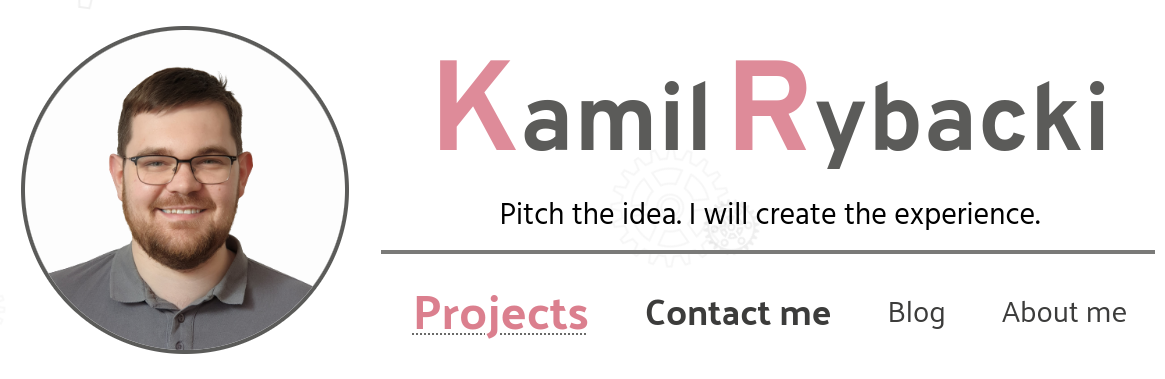 Kamil Rybacki
Pitch the idea. I will create the experience.
Projects Contact me Blog About me